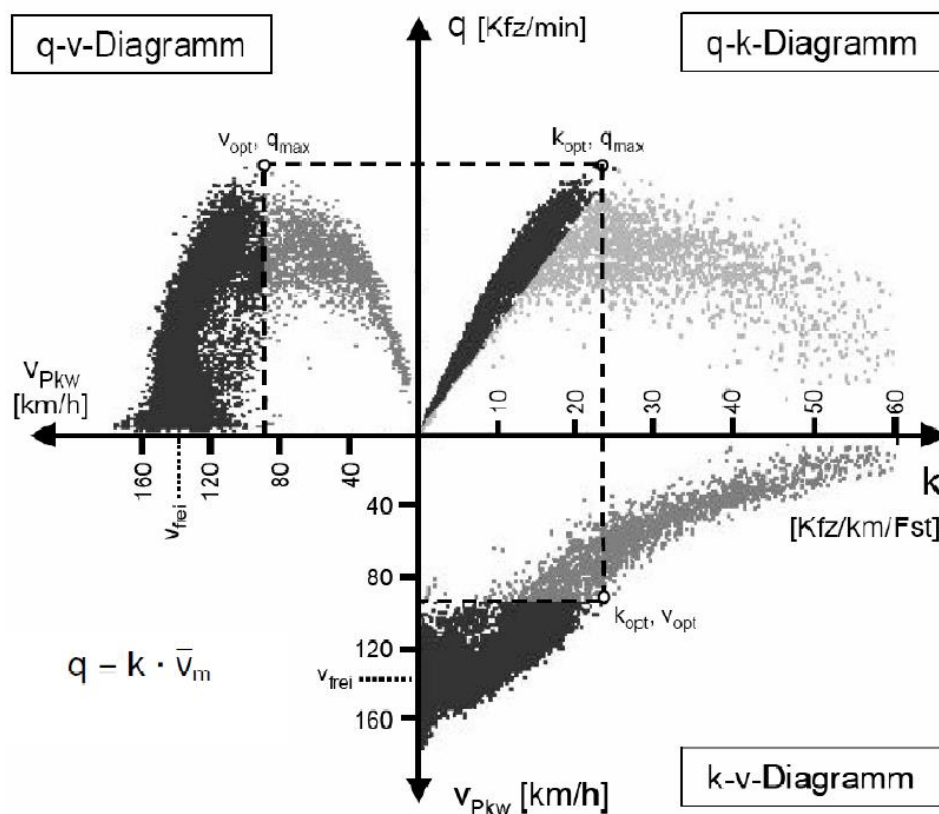 q-v-Diagramm
q [Kfz/min]
q-k-Diagramm
v_opt, q_max
k_opt, q_max
v_Pkw
[km/h]
160
120
80
40
v_frei
10
20
30
40
50
60
k
[Kfz/km/Fst]
40
80
120
160
v_frei
k_opt, v_opt
q = k · v̄_m
v_Pkw [km/h]
k-v-Diagramm